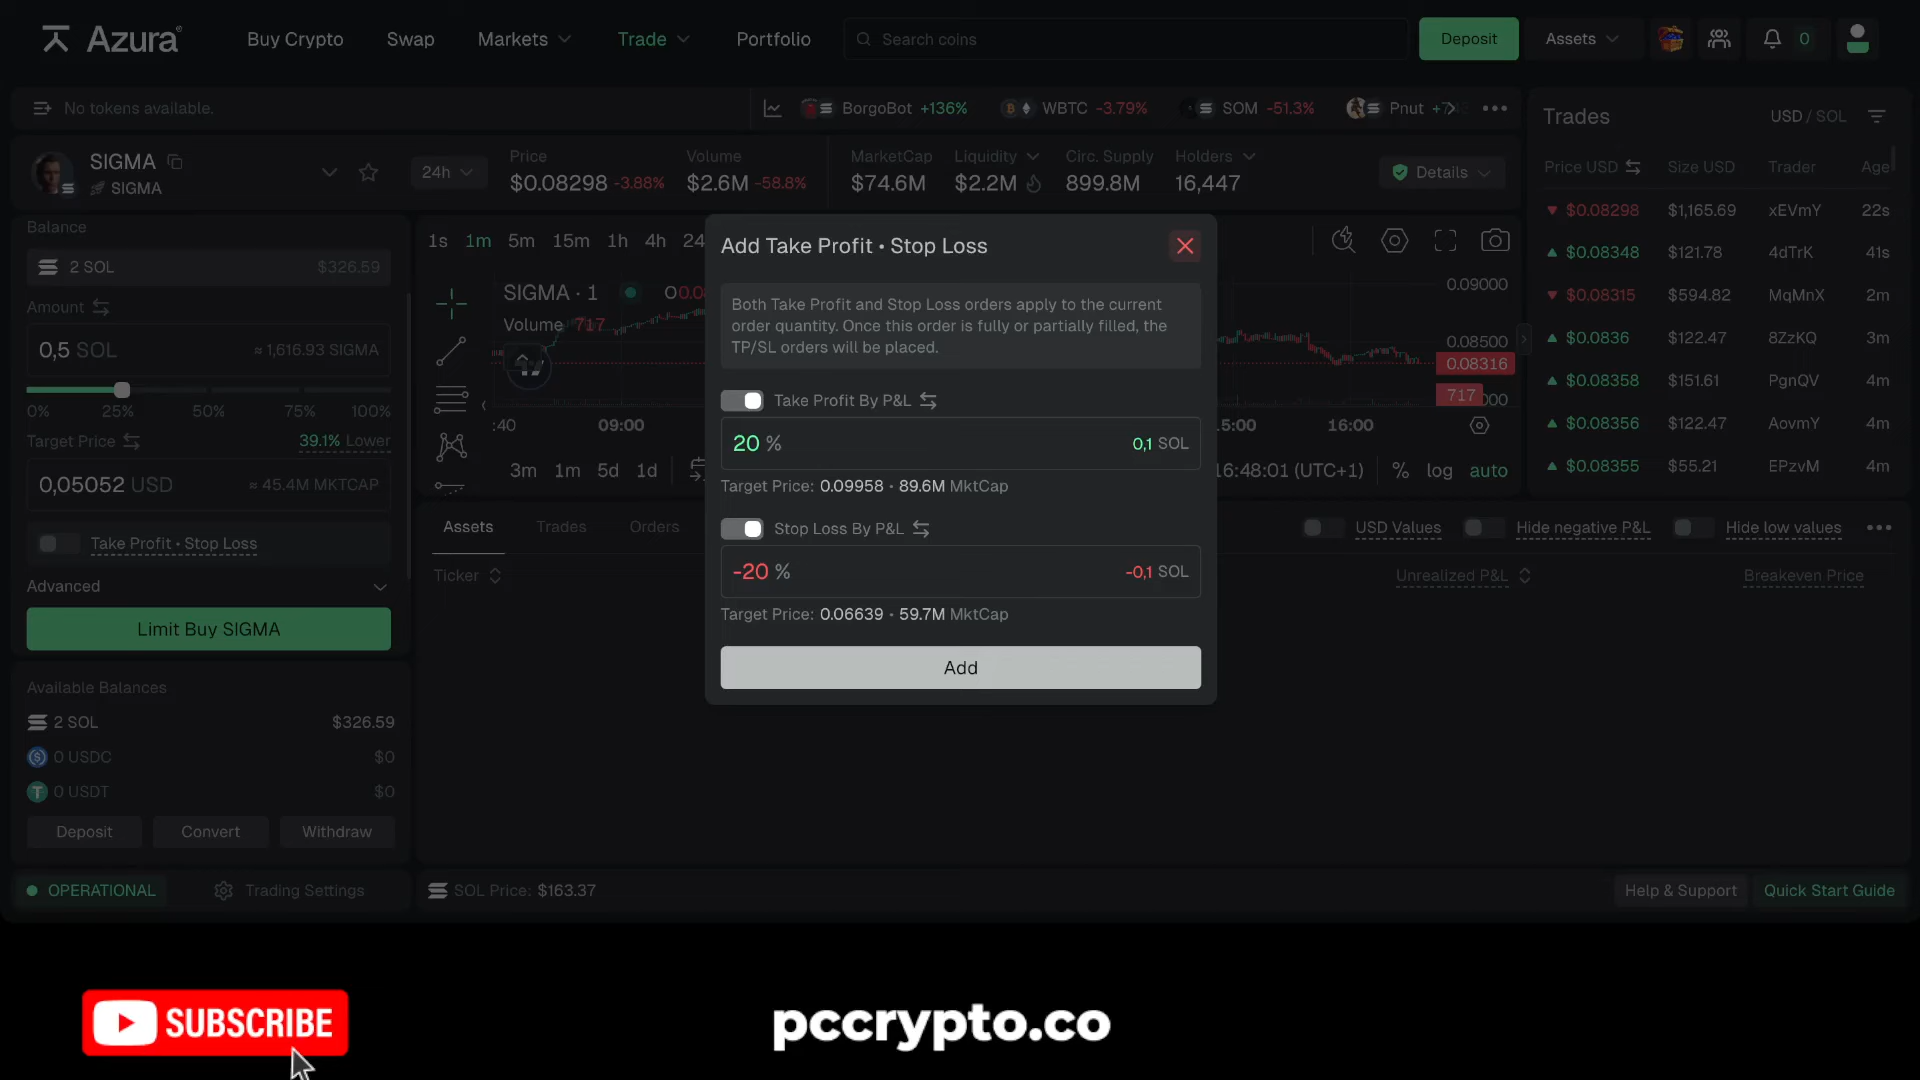 Azura
Buy Crypto
Swap
Markets
Trade
Portfolio
Search coins
Deposit
Assets
0
No tokens available.
BorgoBot +136%
WBTC -3.79%
SOM -51.3%
Pnut
SIGMA
SIGMA
24h
Price
$0.08298 -3.88%
Volume
$2.6M -58.8%
MarketCap
$74.6M
Liquidity
$2.2M
Circ. Supply
899.8M
Holders
16,447
Details
Trades
USD / SOL
Price USD
Size USD
Trader
Age
$0.08298 $1,165.69 xEVmY 22s
$0.08348 $121.78 4dTrK 41s
$0.08315 $594.82 MqMnX 2m
$0.0836 $122.47 8ZzKQ 3m
$0.08358 $151.61 PgnQV 4m
$0.08356 $122.47 AovmY 4m
$0.08355 $55.21 EPzvM 4m
Balance
2 SOL $326.59
Amount
0,5 SOL ≈ 1,616.93 SIGMA
0% 25% 50% 75% 100%
Target Price
39.1% Lower
0,05052 USD ≈ 45.4M MKTCAP
Take Profit • Stop Loss
Advanced
Limit Buy SIGMA
Available Balances
2 SOL $326.59
0 USDC $0
0 USDT $0
Deposit
Convert
Withdraw
1s 1m 5m 15m 1h 4h 24
SIGMA · 1
Volume 717
0.09000
0.08500
0.08316
717
:40 09:00
5:00 16:00
3m 1m 5d 1d
16:48:01 (UTC+1) % log auto
Add Take Profit • Stop Loss
Both Take Profit and Stop Loss orders apply to the current
order quantity. Once this order is fully or partially filled, the
TP/SL orders will be placed.
Take Profit By P&L
20 % 0,1 SOL
Target Price: 0.09958 • 89.6M MktCap
Stop Loss By P&L
-20 % -0,1 SOL
Target Price: 0.06639 • 59.7M MktCap
Add
Assets
Trades
Orders
USD Values
Hide negative P&L
Hide low values
Ticker
Unrealized P&L
Breakeven Price
OPERATIONAL
Trading Settings
SOL Price: $163.37
Help & Support
Quick Start Guide
SUBSCRIBE
pccrypto.co